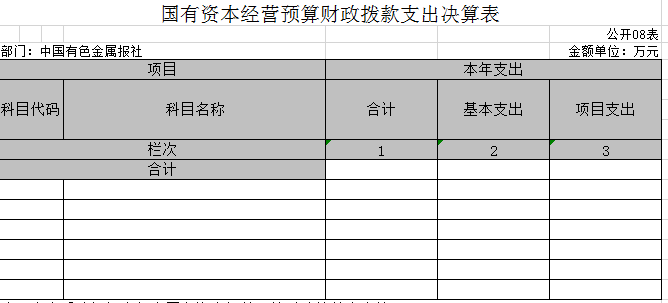 国有资本经营预算财政拨款支出决算表
公开08表
部门：中国有色金属报社 金额单位：万元
项目 本年支出
科目代码 科目名称 合计 基本支出 项目支出
栏次 1 2 3
合计